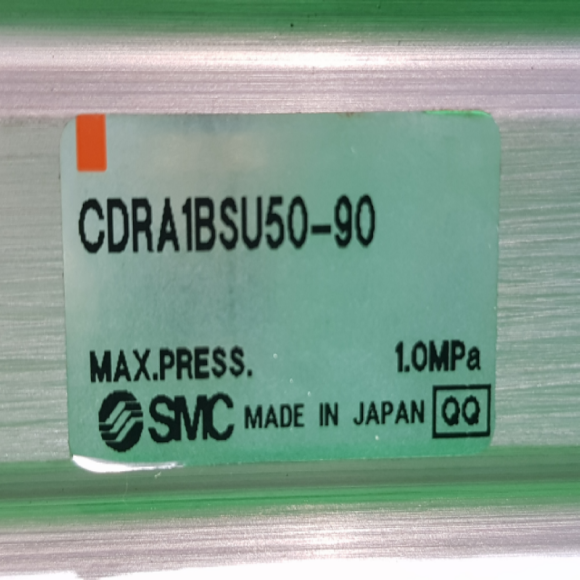 CDRA1BSU50-90
MAX.PRESS. 1.0MPa
SMC MADE IN JAPAN QQ